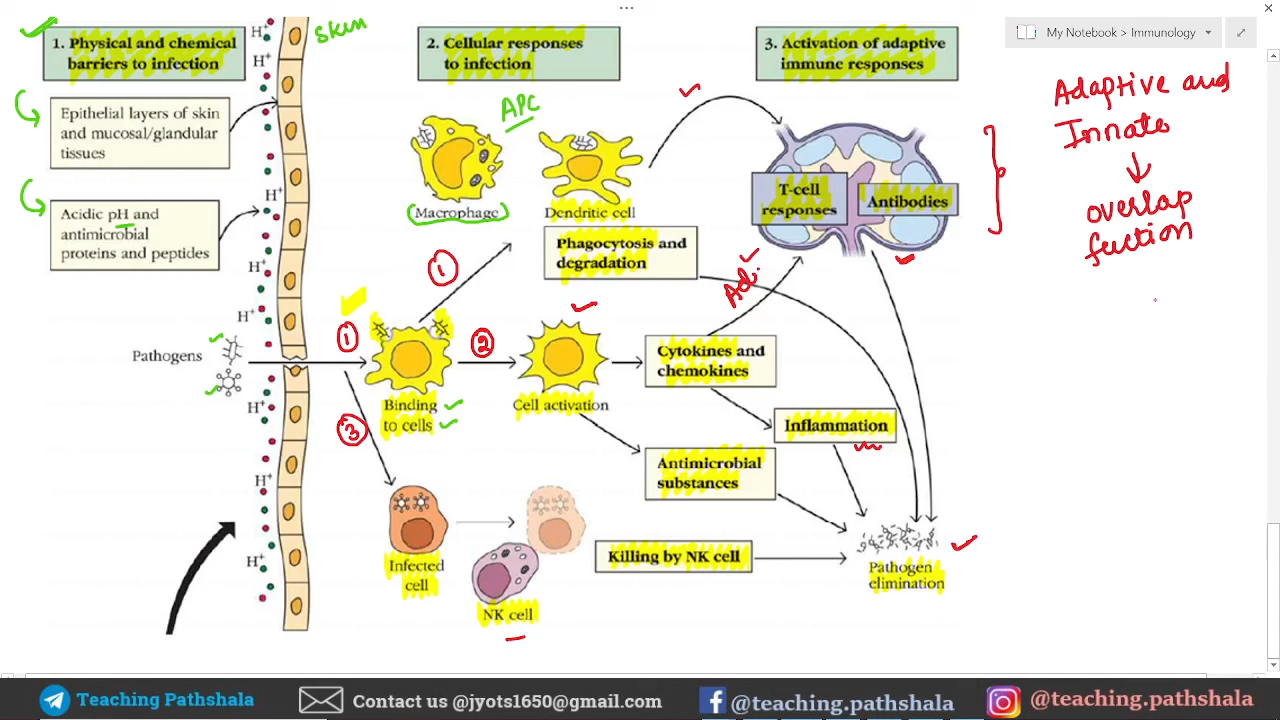 My Notebook > Immunology
1. Physical and chemical
barriers to infection
skin
2. Cellular responses
to infection
3. Activation of adaptive
immune responses
Adaptive and
Innate
overlap
fuction
Epithelial layers of skin
and mucosal/glandular
tissues
Acidic pH and
antimicrobial
proteins and peptides
H+
H+
H+
H+
H+
H+
H+
H+
H+
APC
Macrophage
Dendritic cell
T-cell
responses
Antibodies
Phagocytosis and
degradation
1
Ad.
Pathogens
1
Binding
to cells
2
Cell activation
Cytokines and
chemokines
Inflammation
3
Antimicrobial
substances
Infected
cell
NK cell
Killing by NK cell
Pathogen
elimination
Teaching Pathshala
Contact us @jyots1650@gmail.com
@teaching.pathshala
@teaching.pathshala